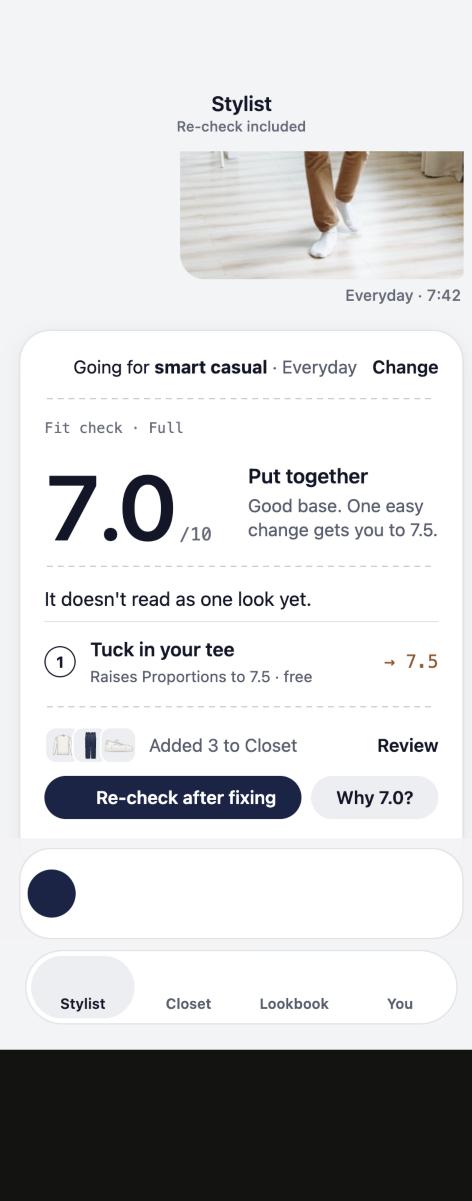 Stylist
Re-check included
Everyday · 7:42
Going for smart casual · Everyday Change
Fit check · Full
7.0 /10
Put together
Good base. One easy
change gets you to 7.5.
It doesn't read as one look yet.
1 Tuck in your tee → 7.5
Raises Proportions to 7.5 · free
Added 3 to Closet Review
Re-check after fixing Why 7.0?
Stylist Closet Lookbook You